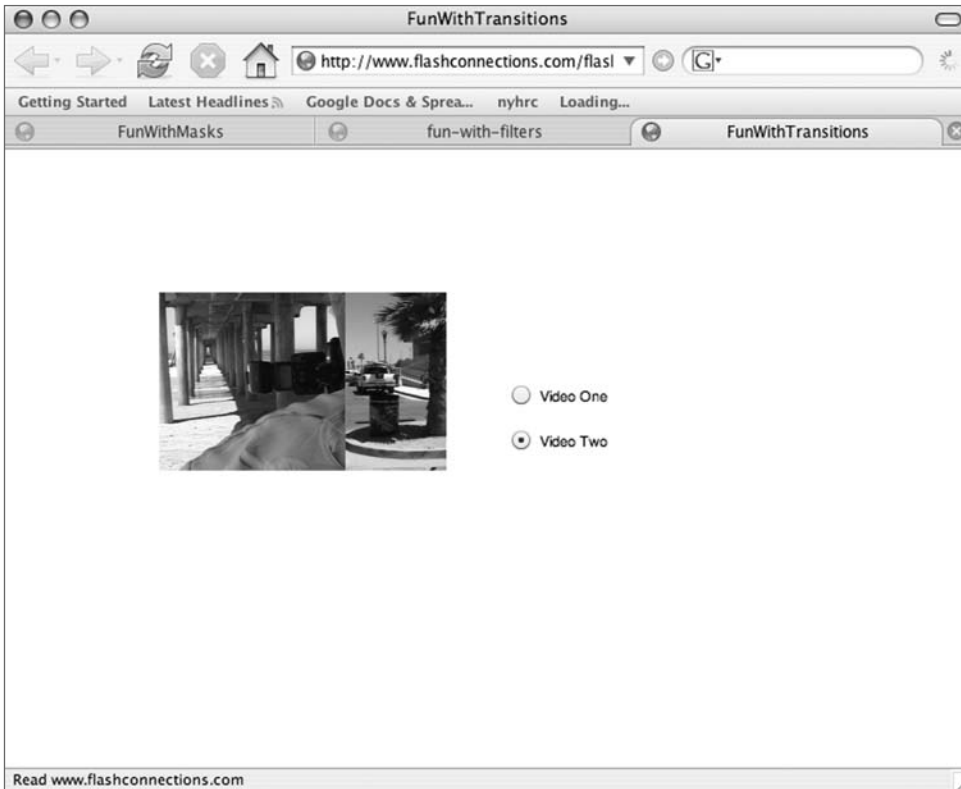 FunWithTransitions
http://www.flashconnections.com/flasl
G
Getting Started Latest Headlines Google Docs & Sprea... nyhrc Loading...
FunWithMasks fun-with-filters FunWithTransitions
Video One
Video Two
Read www.flashconnections.com